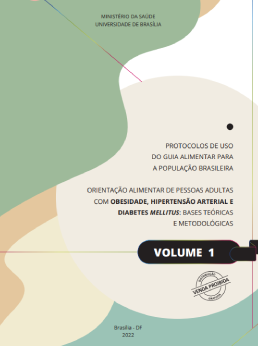 MINISTÉRIO DA SAÚDE
UNIVERSIDADE DE BRASÍLIA
PROTOCOLOS DE USO
DO GUIA ALIMENTAR PARA
A POPULAÇÃO BRASILEIRA
ORIENTAÇÃO ALIMENTAR DE PESSOAS ADULTAS
COM OBESIDADE, HIPERTENSÃO ARTERIAL E
DIABETES MELLITUS: BASES TEÓRICAS
E METODOLÓGICAS
VOLUME 1
VENDA PROIBIDA
Brasília - DF
2022